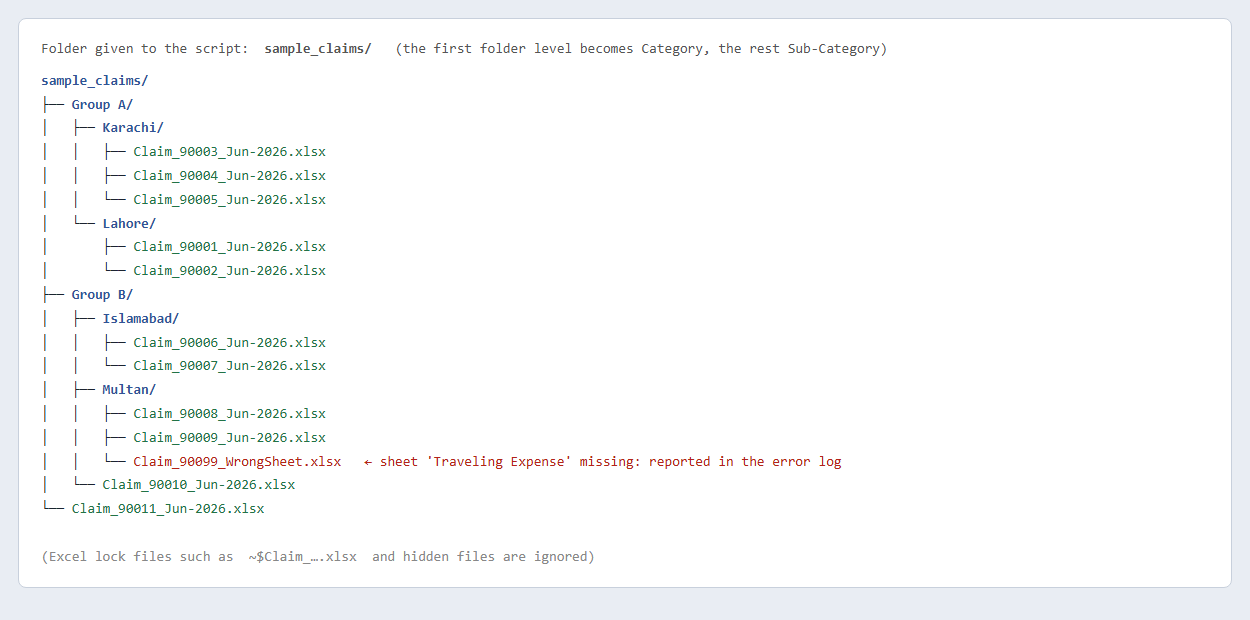 Folder given to the script:  sample_claims/   (the first folder level becomes Category, the rest Sub-Category)
sample_claims/
├── Group A/
│   ├── Karachi/
│   │   ├── Claim_90003_Jun-2026.xlsx
│   │   ├── Claim_90004_Jun-2026.xlsx
│   │   └── Claim_90005_Jun-2026.xlsx
│   └── Lahore/
│       ├── Claim_90001_Jun-2026.xlsx
│       └── Claim_90002_Jun-2026.xlsx
├── Group B/
│   ├── Islamabad/
│   │   ├── Claim_90006_Jun-2026.xlsx
│   │   └── Claim_90007_Jun-2026.xlsx
│   ├── Multan/
│   │   ├── Claim_90008_Jun-2026.xlsx
│   │   ├── Claim_90009_Jun-2026.xlsx
│   │   └── Claim_90099_WrongSheet.xlsx   ← sheet 'Traveling Expense' missing: reported in the error log
│   └── Claim_90010_Jun-2026.xlsx
└── Claim_90011_Jun-2026.xlsx
(Excel lock files such as  ~$Claim_….xlsx  and hidden files are ignored)